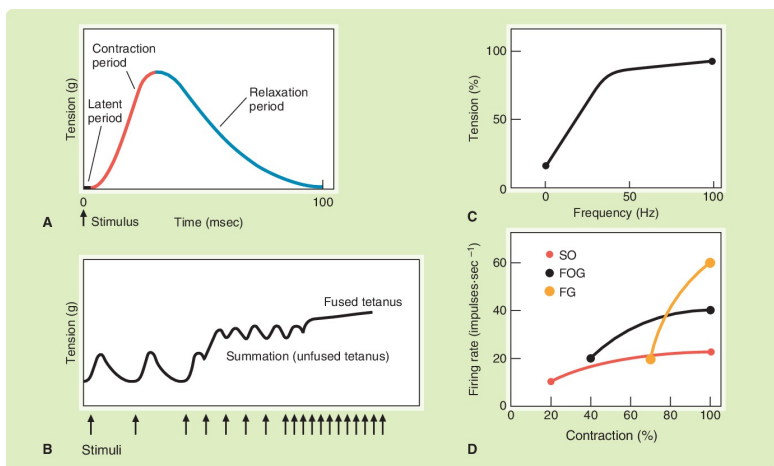 Tension (g)
Contraction
period
Latent
period
Relaxation
period
0
100
Stimulus
Time (msec)
A
Tension (g)
Fused tetanus
Summation (unfused tetanus)
B
Stimuli
Tension (%)
100
50
0
0
50
100
Frequency (Hz)
C
Firing rate (impulses·sec −1)
60
40
20
0
SO
FOG
FG
0
20
40
60
80
100
Contraction (%)
D